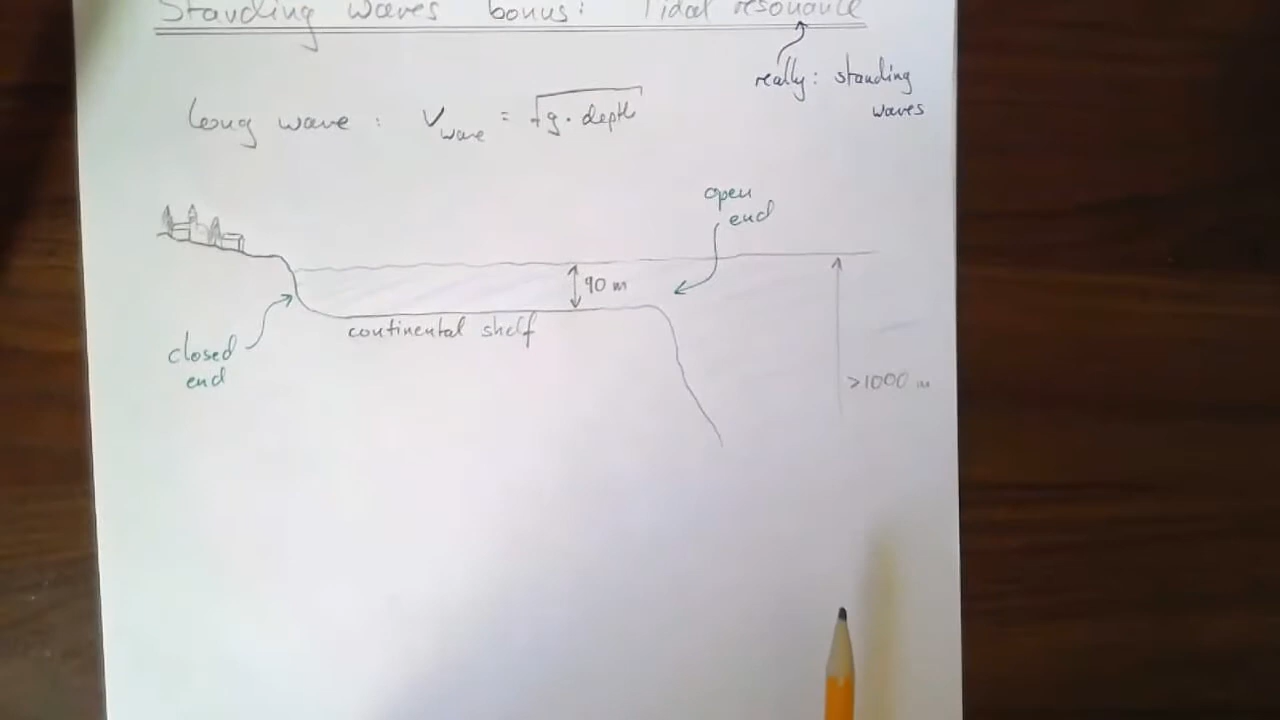 Standing waves bonus: Tidal resonance
really: standing
waves
long wave: Vwave = √g · depth
open
end
90 m
continental shelf
closed
end
>1000 m